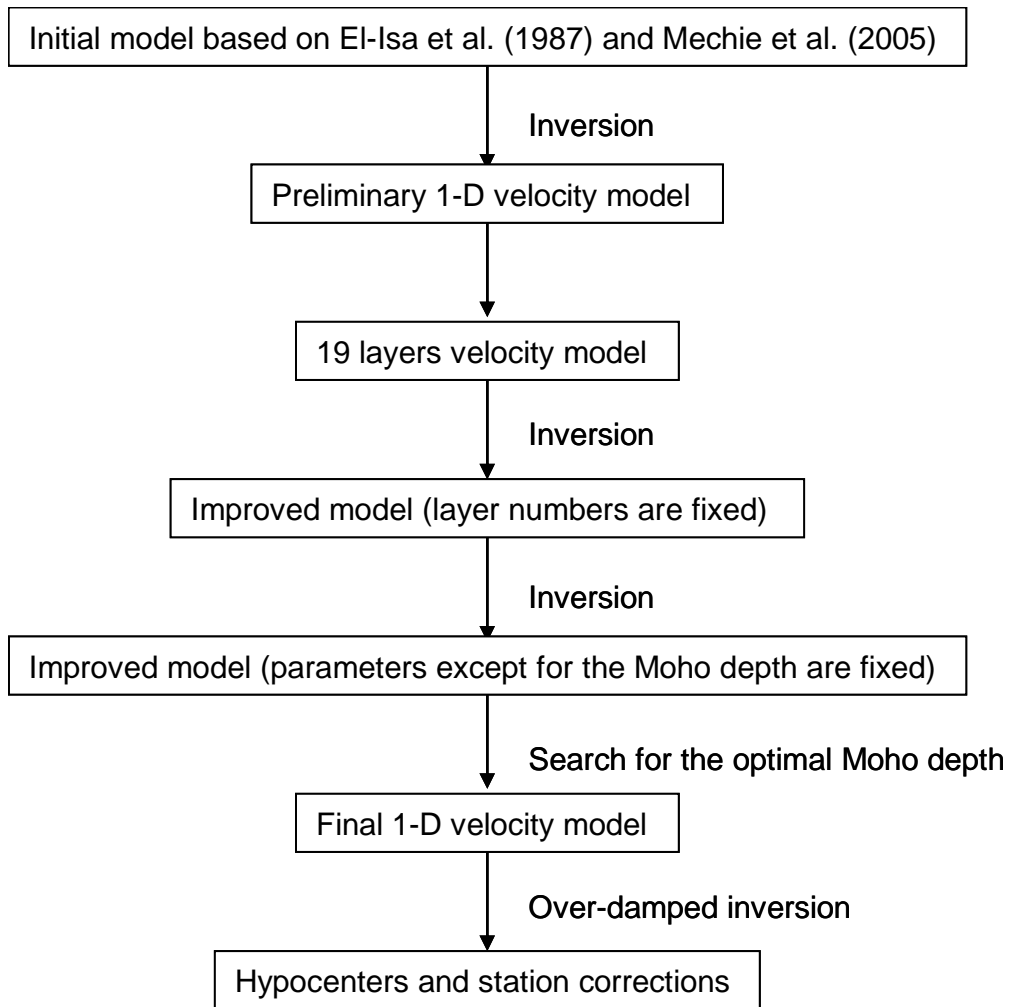 Initial model based on El-Isa et al. (1987) and Mechie et al. (2005)
Inversion
Preliminary 1-D velocity model
19 layers velocity model
Inversion
Improved model (layer numbers are fixed)
Inversion
Improved model (parameters except for the Moho depth are fixed)
Search for the optimal Moho depth
Final 1-D velocity model
Over-damped inversion
Hypocenters and station corrections